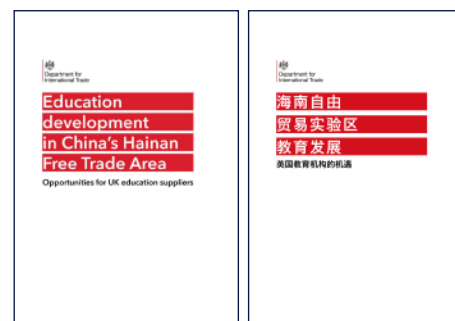 Department for
International Trade
Education
development
in China's Hainan
Free Trade Area
Opportunities for UK education suppliers
Department for
International Trade
海南自由
贸易实验区
教育发展
英国教育机构的机遇